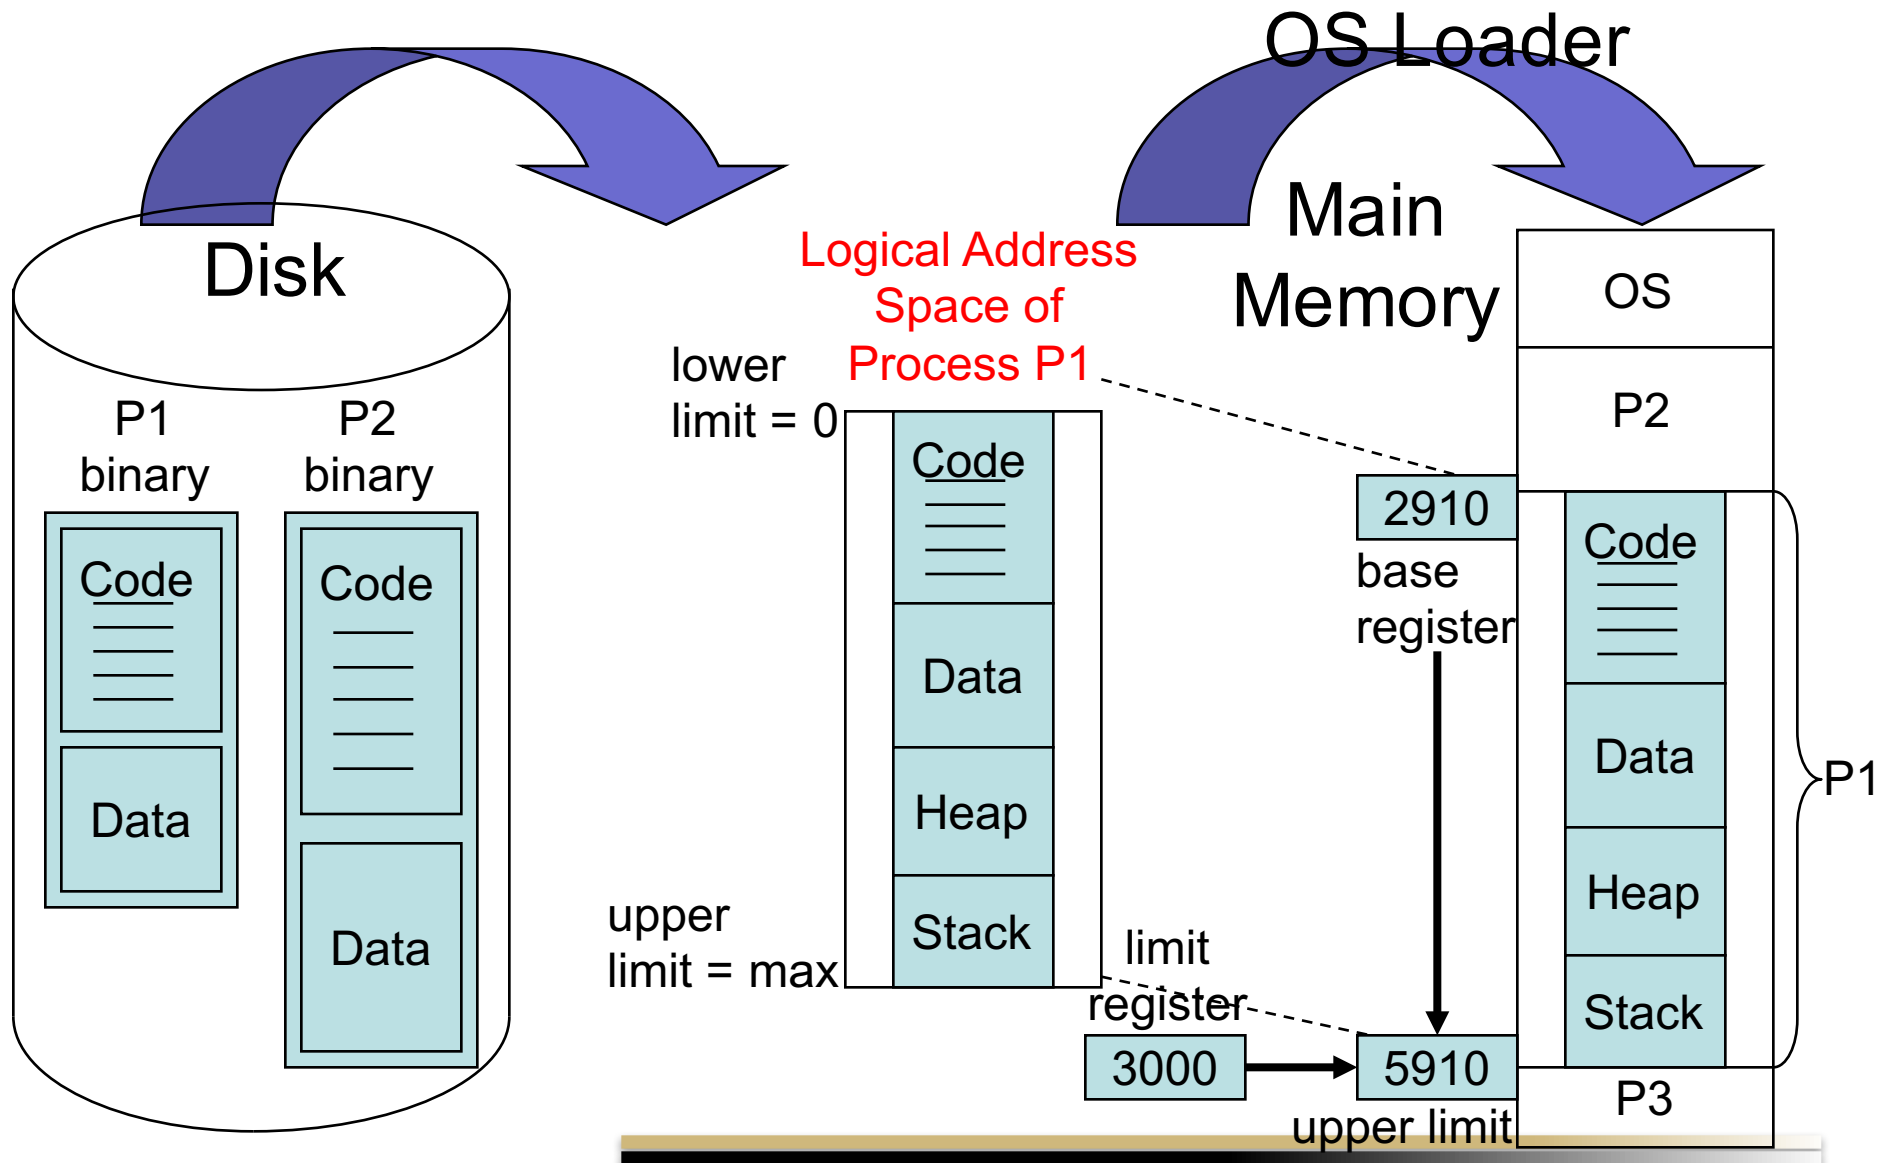 OS Loader
Disk
Main
Memory
Logical Address
Space of
Process P1
lower
limit = 0
upper
limit = max
P1
binary
Code
Data
P2
binary
Code
Data
Code
Data
Heap
Stack
2910
base
register
limit
register
3000
5910
upper limit
OS
P2
Code
Data
Heap
Stack
P1
P3